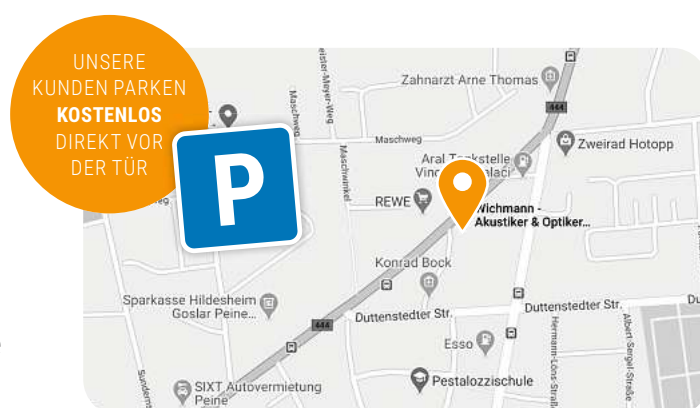 UNSERE
KUNDEN PARKEN
KOSTENLOS
DIREKT VOR
DER TÜR
P
Zahnarzt Arne Thomas
444
Maschweg
Maschweg
Maschwinkel
Zweirad Hotopp
Aral
REWE
Wichmann -
Akustiker & Optiker...
Konrad Bock
Sparkasse Hildesheim
Goslar Peine...
444
Duttenstedter Str.
Duttenstedter Str.
Esso
Hermann-Löns-Straße
Albert-Sergel-Straße
Pestalozzischule
SIXT Autovermietung
Peine